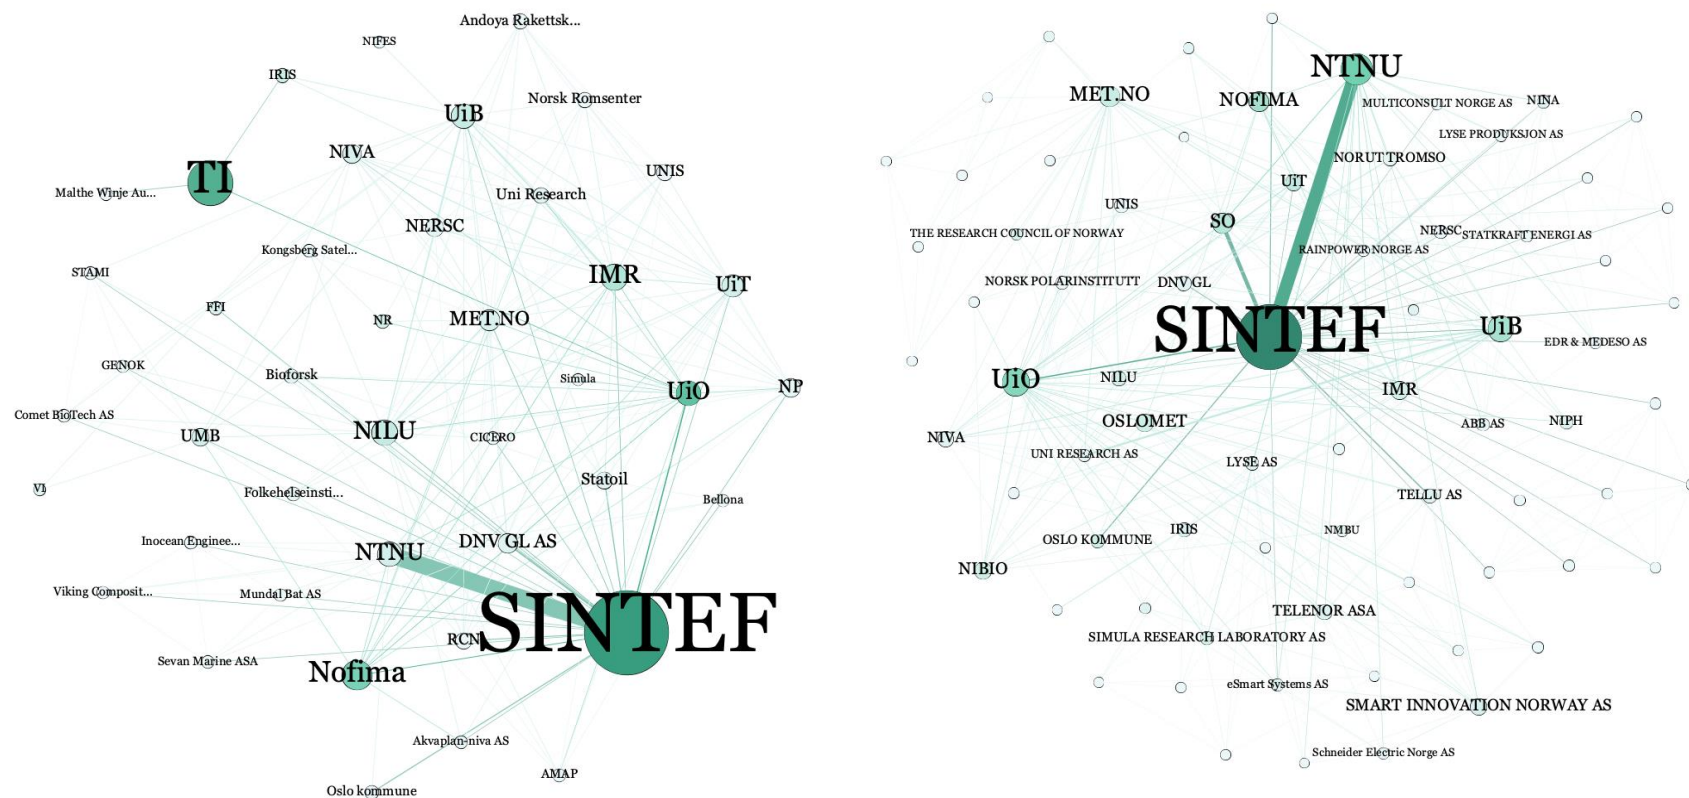 Andoya Rakettsk...
NIFES
IRIS
Norsk Romsenter
UiB
NIVA
TI
UNIS
Malthe Winje Au...
Uni Research
NERSC
Kongsberg Satel...
STAMI
IMR
UiT
FFI
NR
MET.NO
GENOK
Bioforsk
Simula
UiO
NP
Comet BioTech AS
UMB
NILU
CICERO
Statoil
VI
Folkehelseinsti...
Bellona
Inocean Enginee...
NTNU
DNV GL AS
Viking Composit...
Mundal Bat AS
SINTEF
RCN
Sevan Marine ASA
Nofima
Akvaplan-niva AS
AMAP
Oslo kommune
NTNU
MET.NO
NOFIMA
MULTICONSULT NORGE AS
NINA
LYSE PRODUKSJON AS
NORUT TROMSO
UiT
UNIS
SO
THE RESEARCH COUNCIL OF NORWAY
NERSC
STATKRAFT ENERGI AS
RAINPOWER NORGE AS
NORSK POLARINSTITUTT
DNV GL
SINTEF
UiB
EDR & MEDESO AS
UiO
NILU
IMR
OSLOMET
ABB AS
NIPH
NIVA
UNI RESEARCH AS
LYSE AS
TELLU AS
IRIS
NMBU
OSLO KOMMUNE
NIBIO
TELENOR ASA
SIMULA RESEARCH LABORATORY AS
eSmart Systems AS
SMART INNOVATION NORWAY AS
Schneider Electric Norge AS